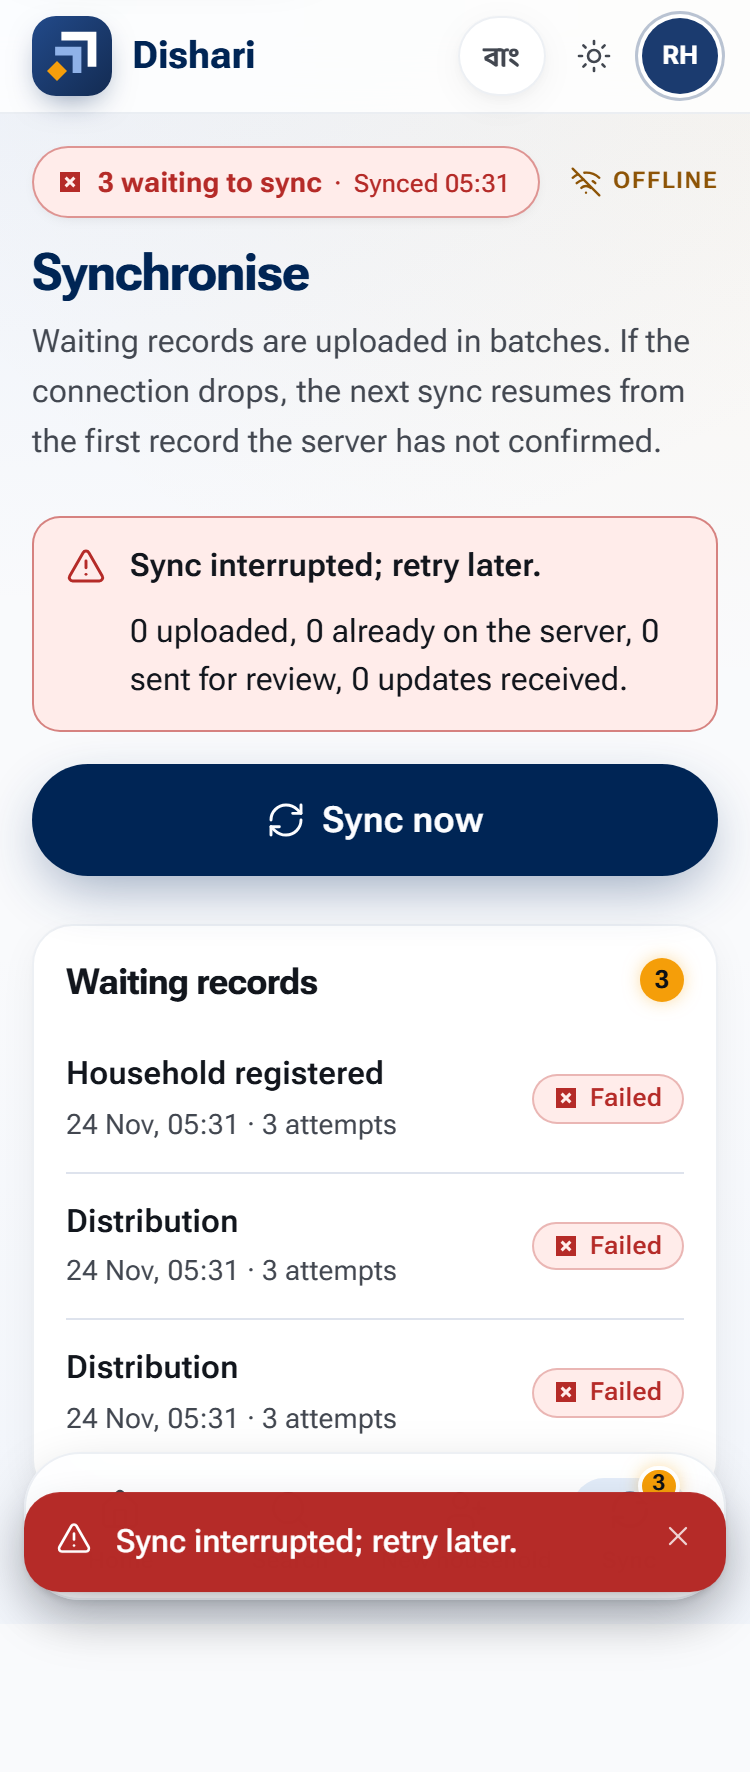 Dishari
বাং
RH
3 waiting to sync · Synced 05:31
OFFLINE
Synchronise
Waiting records are uploaded in batches. If the
connection drops, the next sync resumes from
the first record the server has not confirmed.
Sync interrupted; retry later.
0 uploaded, 0 already on the server, 0
sent for review, 0 updates received.
Sync now
Waiting records
3
Household registered
24 Nov, 05:31 · 3 attempts
Failed
Distribution
24 Nov, 05:31 · 3 attempts
Failed
Distribution
24 Nov, 05:31 · 3 attempts
Failed
3
Sync interrupted; retry later.